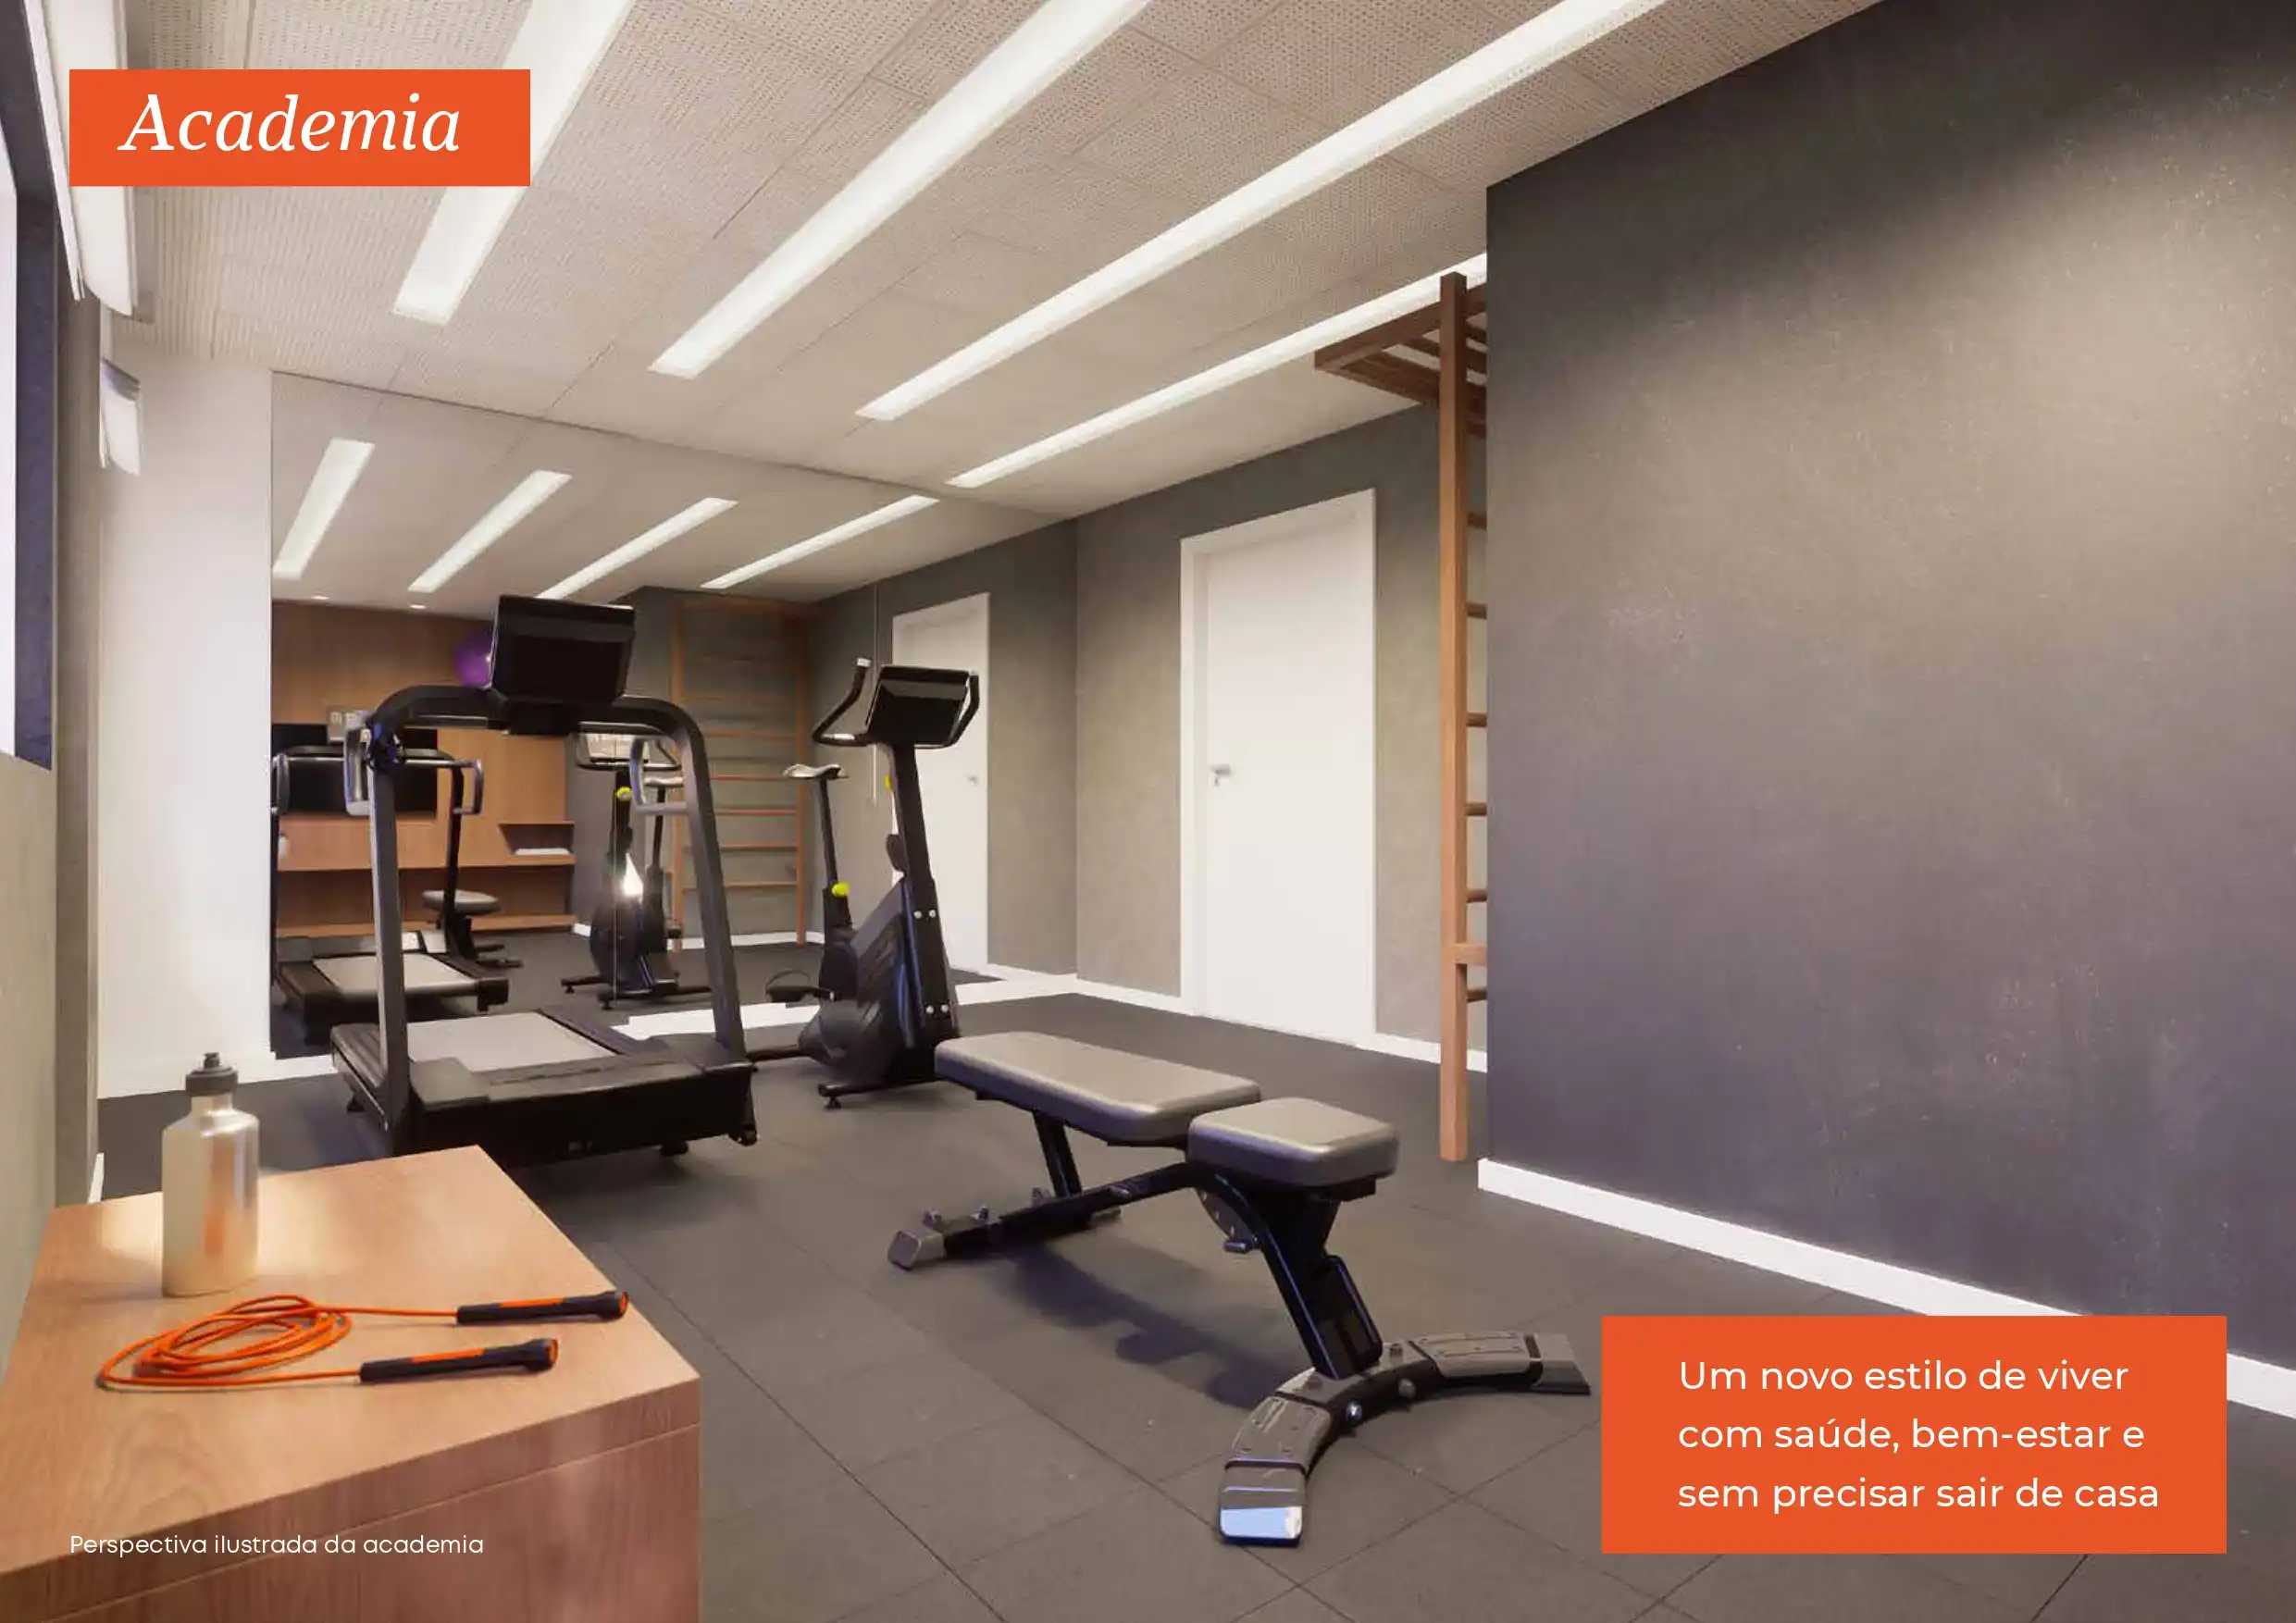 Academia
Um novo estilo de viver
com saúde, bem-estar e
sem precisar sair de casa
Perspectiva ilustrada da academia